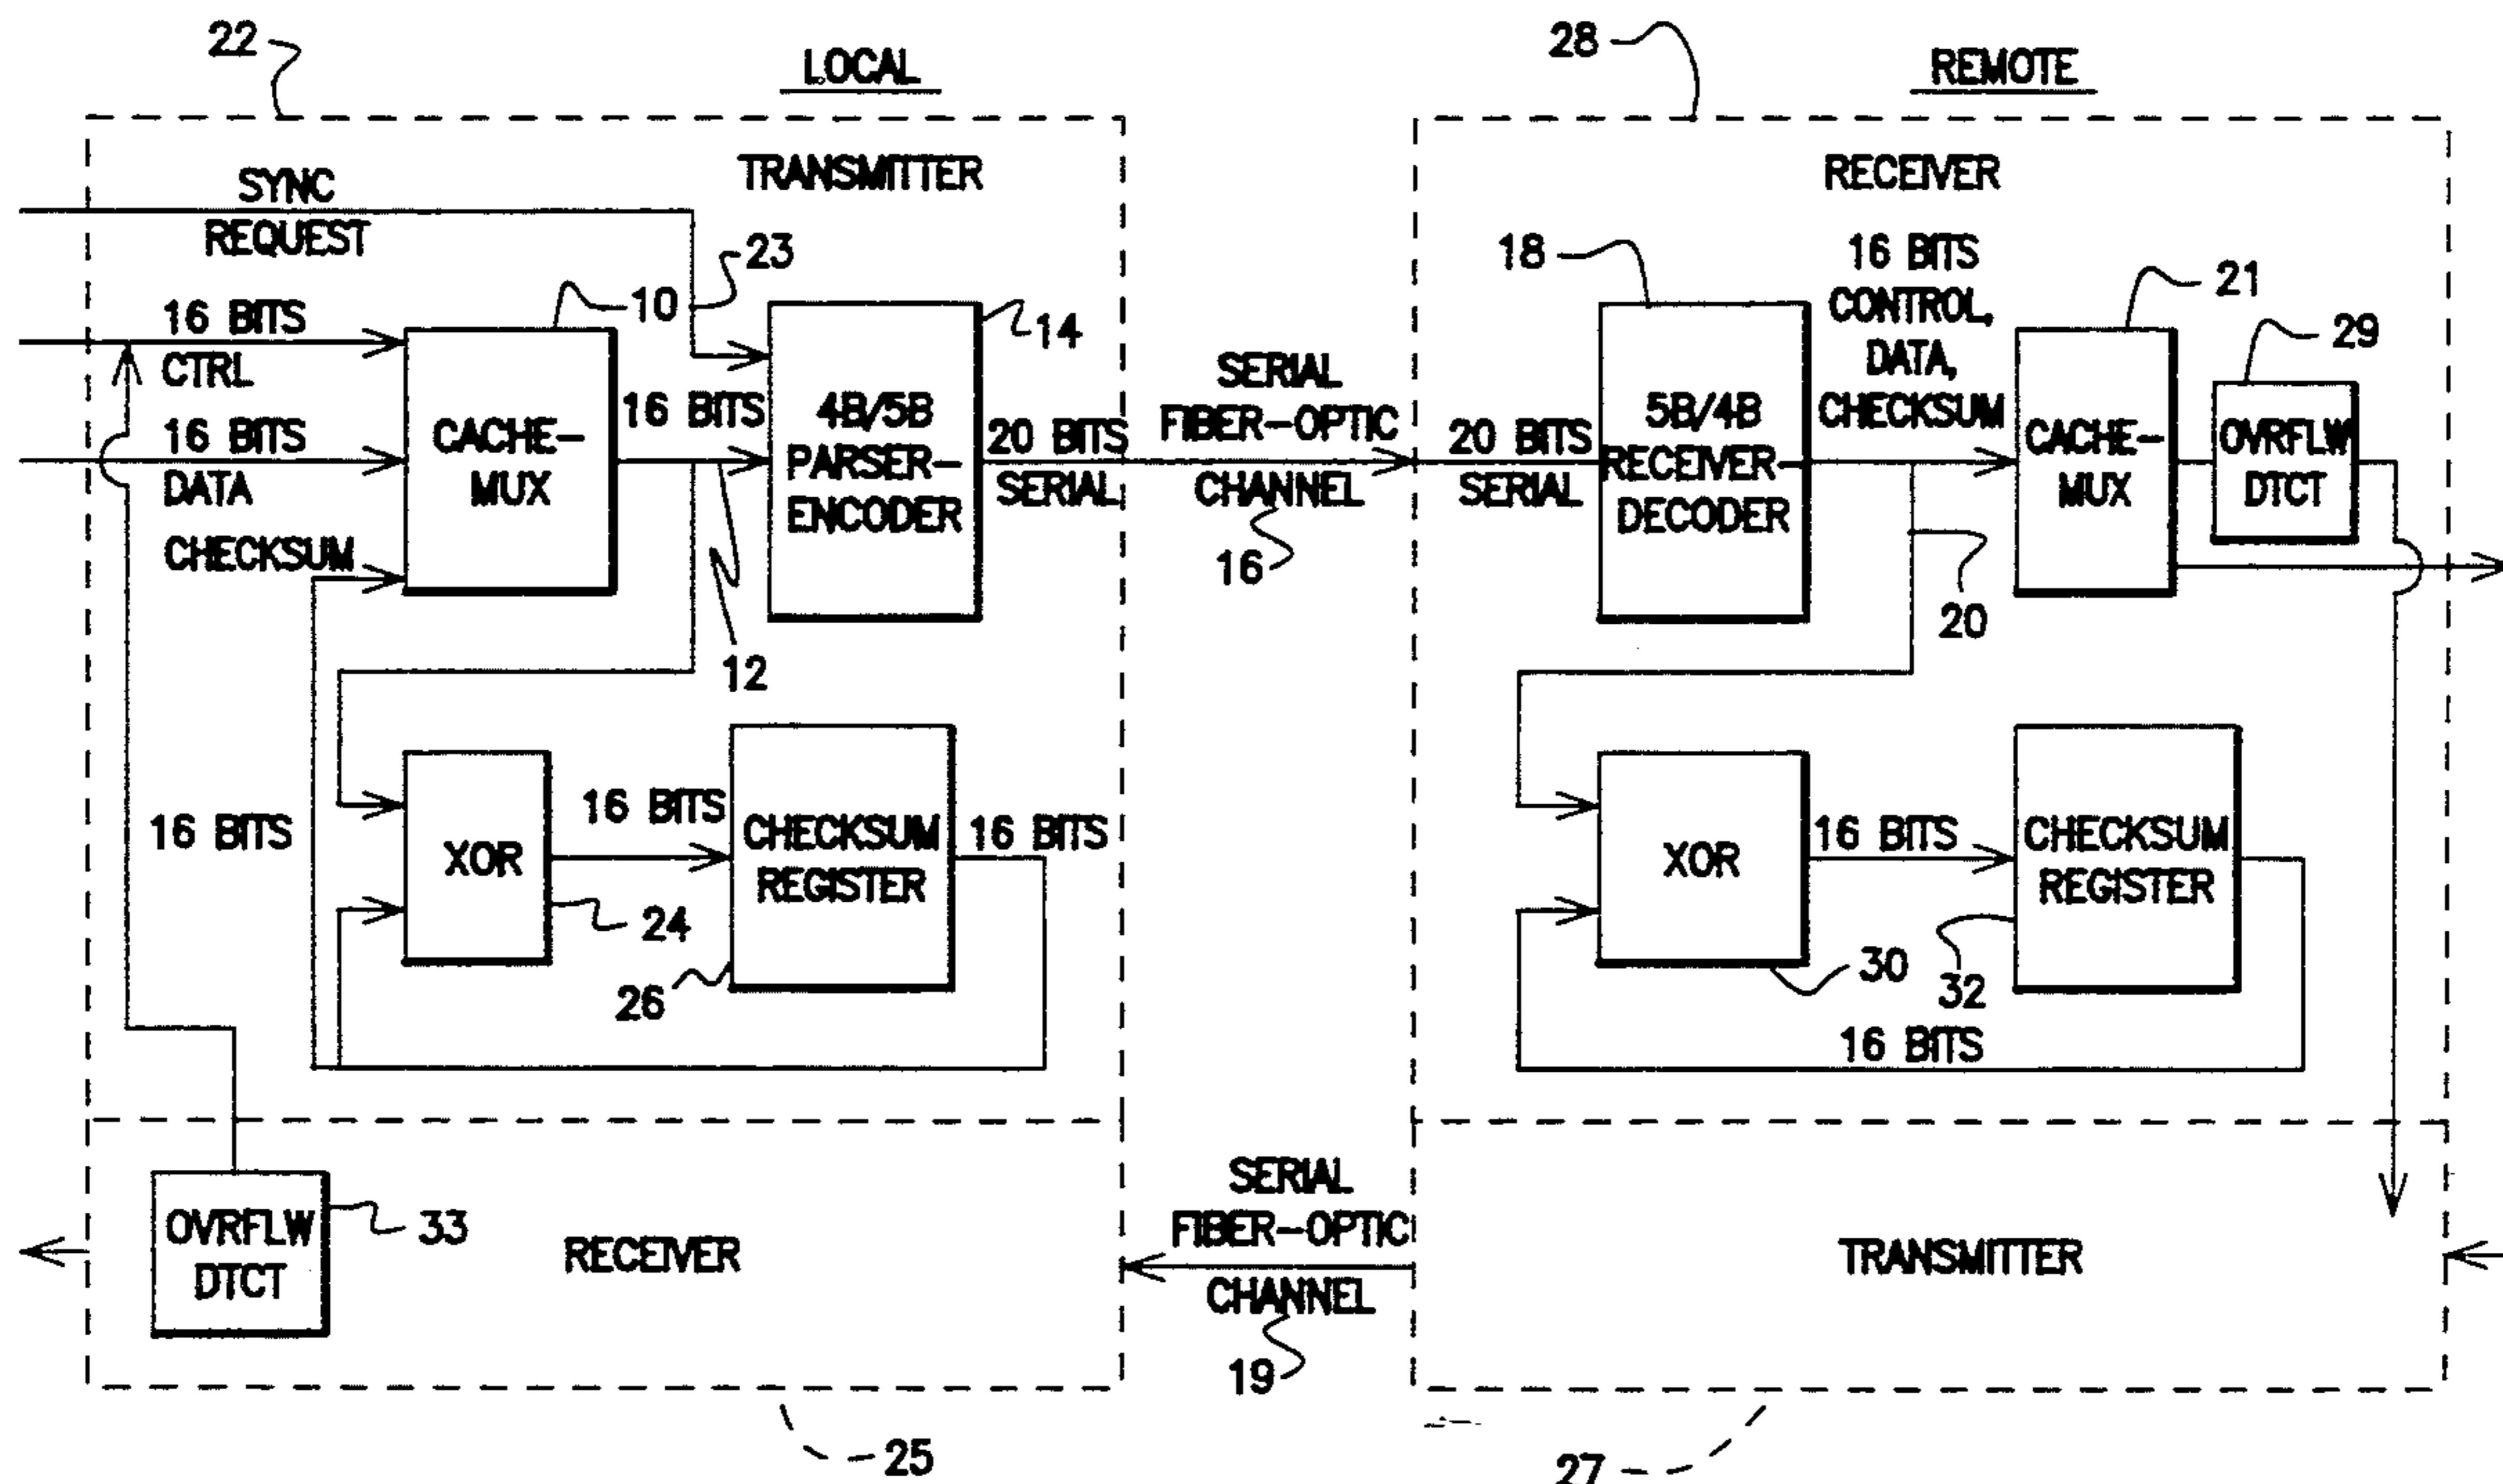 22
LOCAL
28
REMOTE
TRANSMITTER
RECEIVER
SYNC
REQUEST
23
18
16 BITS
CONTROL,
DATA,
CHECKSUM
21
29
16 BITS
CTRL
10
14
16 BITS
DATA
CHECKSUM
CACHE-
MUX
16 BITS
12
4B/5B
PARSER-
ENCODER
20 BITS
SERIAL
SERIAL
FIBER-OPTIC
CHANNEL
16
20 BITS
SERIAL
5B/4B
RECEIVER-
DECODER
20
CACHE-
MUX
OVRFLW
DTCT
16 BITS
XOR
24
16 BITS
CHECKSUM
REGISTER
26
16 BITS
XOR
30
16 BITS
CHECKSUM
REGISTER
32
16 BITS
OVRFLW
DTCT
33
RECEIVER
SERIAL
FIBER-OPTIC
CHANNEL
19
TRANSMITTER
25
27